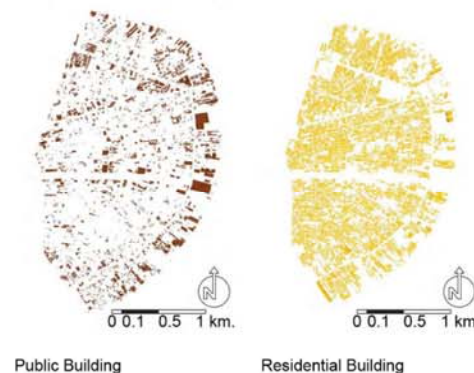 N
N
0 0.1 0.5 1 km.
0 0.1 0.5 1 km.
Public Building
Residential Building